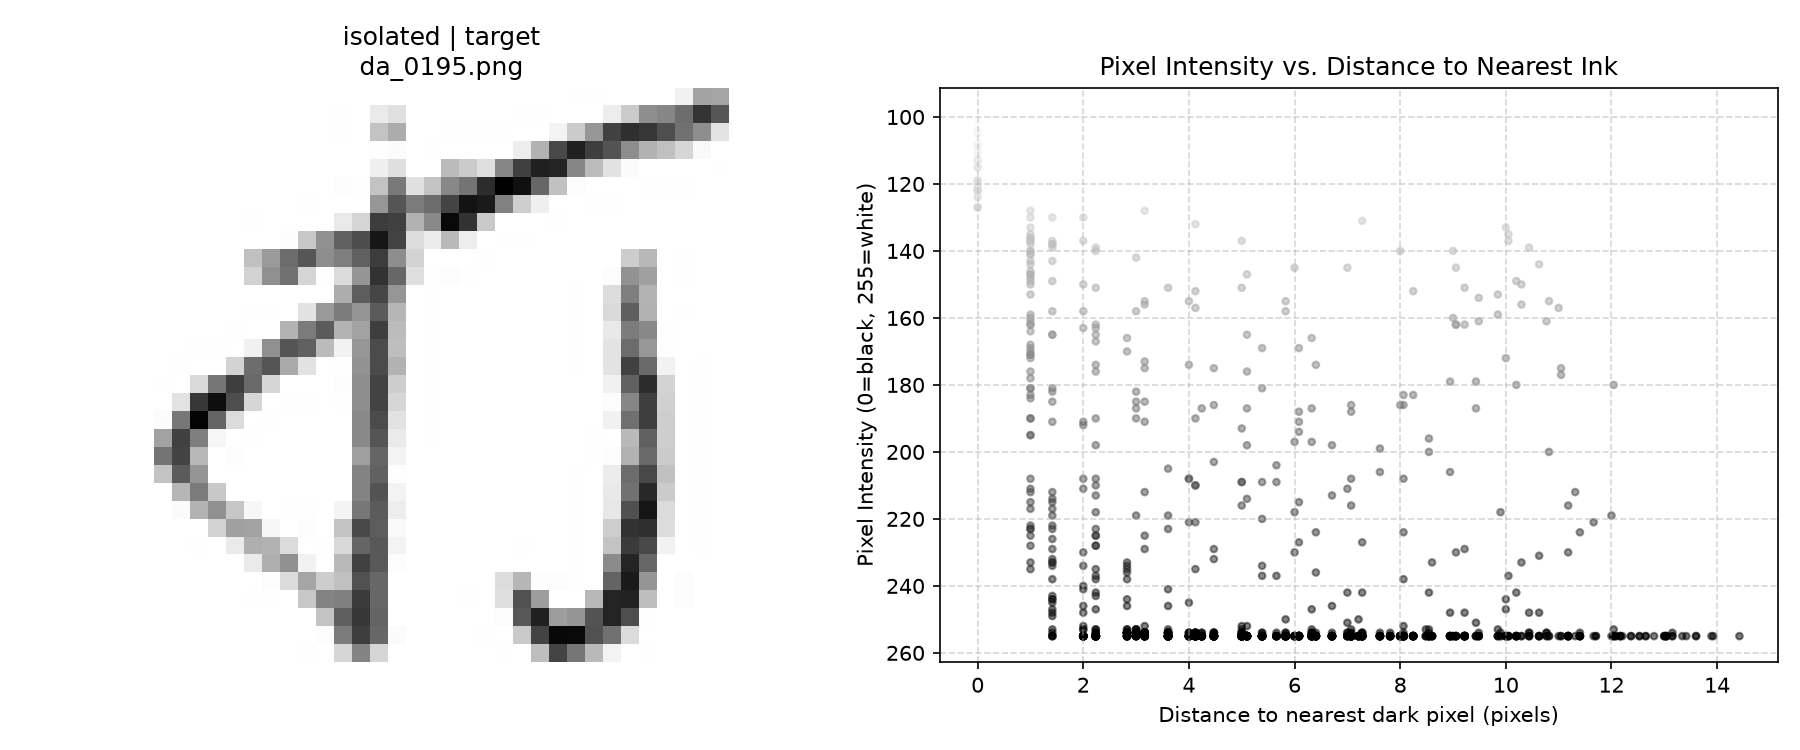 isolated | target
da_0195.png
Pixel Intensity vs. Distance to Nearest Ink
Pixel Intensity (0=black, 255=white)
100
120
140
160
180
200
220
240
260
0 2 4 6 8 10 12 14
Distance to nearest dark pixel (pixels)